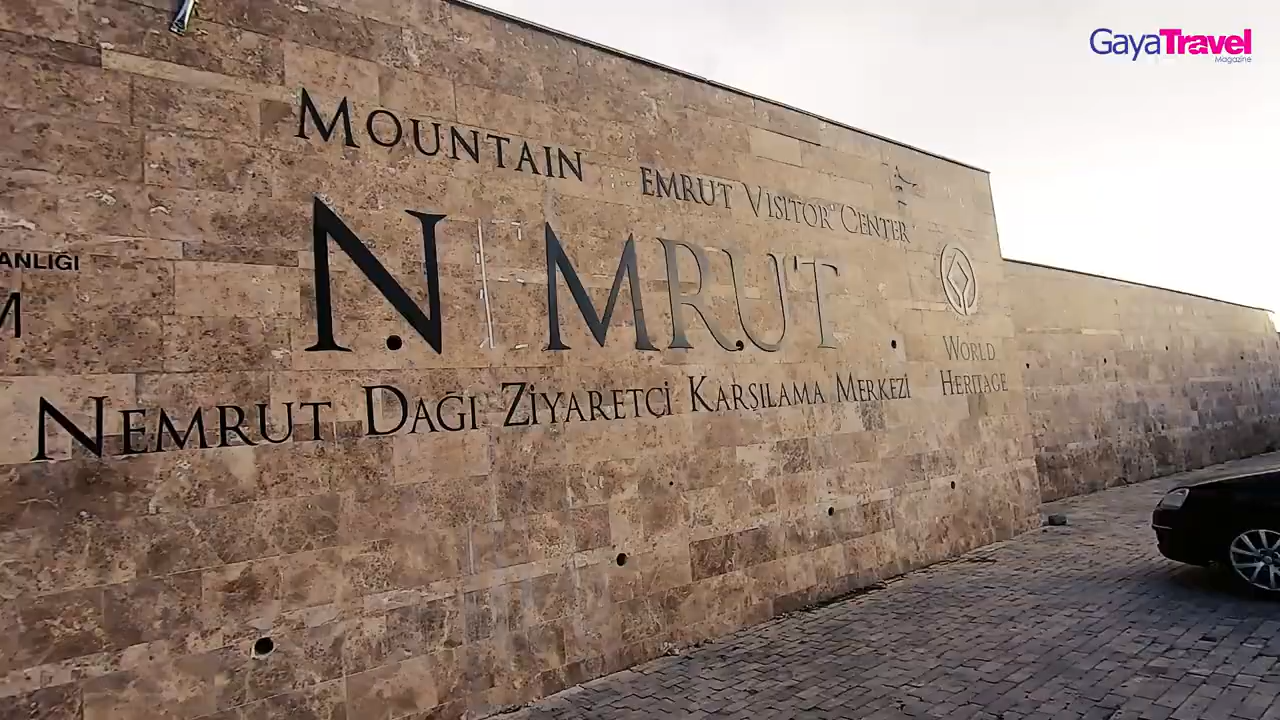 GayaTravel
Magazine
MOUNTAIN EMRUT VISITOR CENTER
N MRUT
ANLIĞI
M
WORLD
HERITAGE
NEMRUT DAĞI ZİYARETÇİ KARŞILAMA MERKEZİ